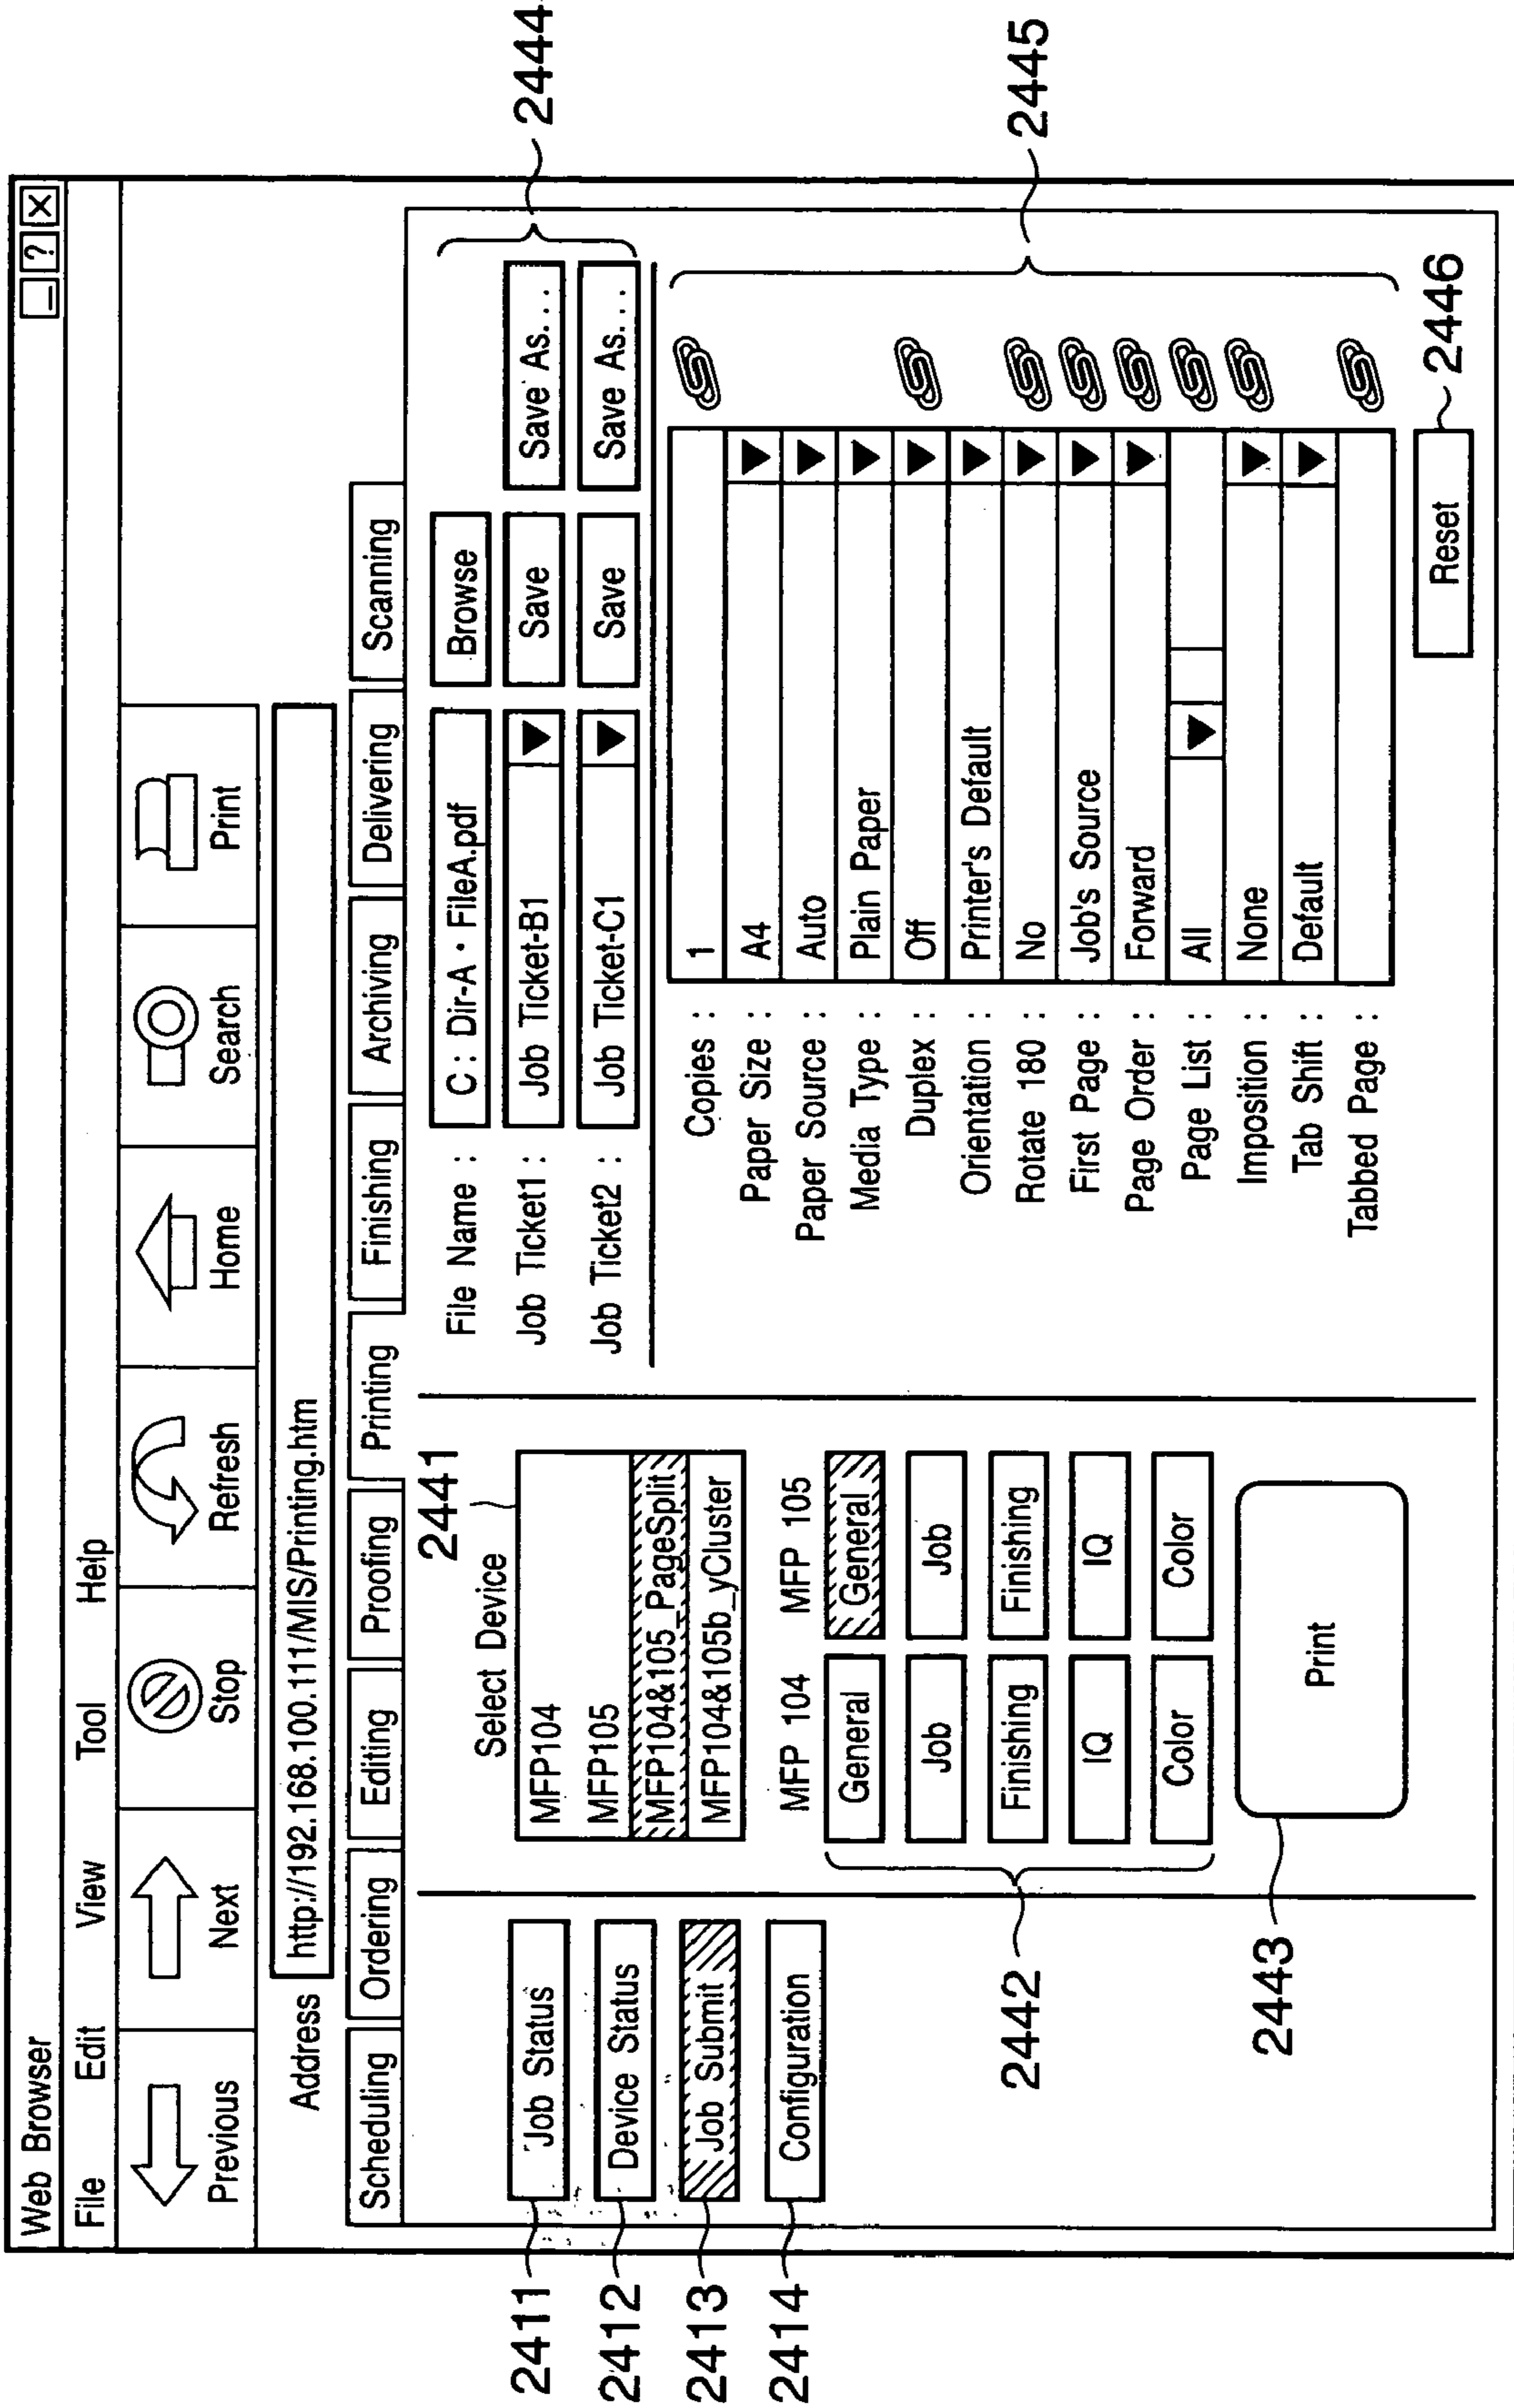 Web Browser
_ ? X
File Edit View Tool Help
Previous Next Stop Refresh Home Search Print
Address http://192.168.100.111/MIS/Printing.htm
Scheduling Ordering Editing Proofing Printing Finishing Archiving Delivering Scanning
2411 Job Status
2412 Device Status
2413 Job Submit
2414 Configuration
2441
Select Device
MFP104
MFP105
MFP104&105_PageSplit
MFP104&105b_yCluster
MFP 104 MFP 105
General General
Job Job
Finishing Finishing
IQ IQ
Color Color
2442
Print
2443
File Name : C : Dir-A・FileA.pdf Browse
Job Ticket1 : Job Ticket-B1 Save Save As...
Job Ticket2 : Job Ticket-C1 Save Save As...
2444
Copies : 1
Paper Size : A4
Paper Source : Auto
Media Type : Plain Paper
Duplex : Off
Orientation : Printer's Default
Rotate 180 : No
First Page : Job's Source
Page Order : Forward
Page List : All
Imposition : None
Tab Shift : Default
Tabbed Page :
2445
Reset
2446